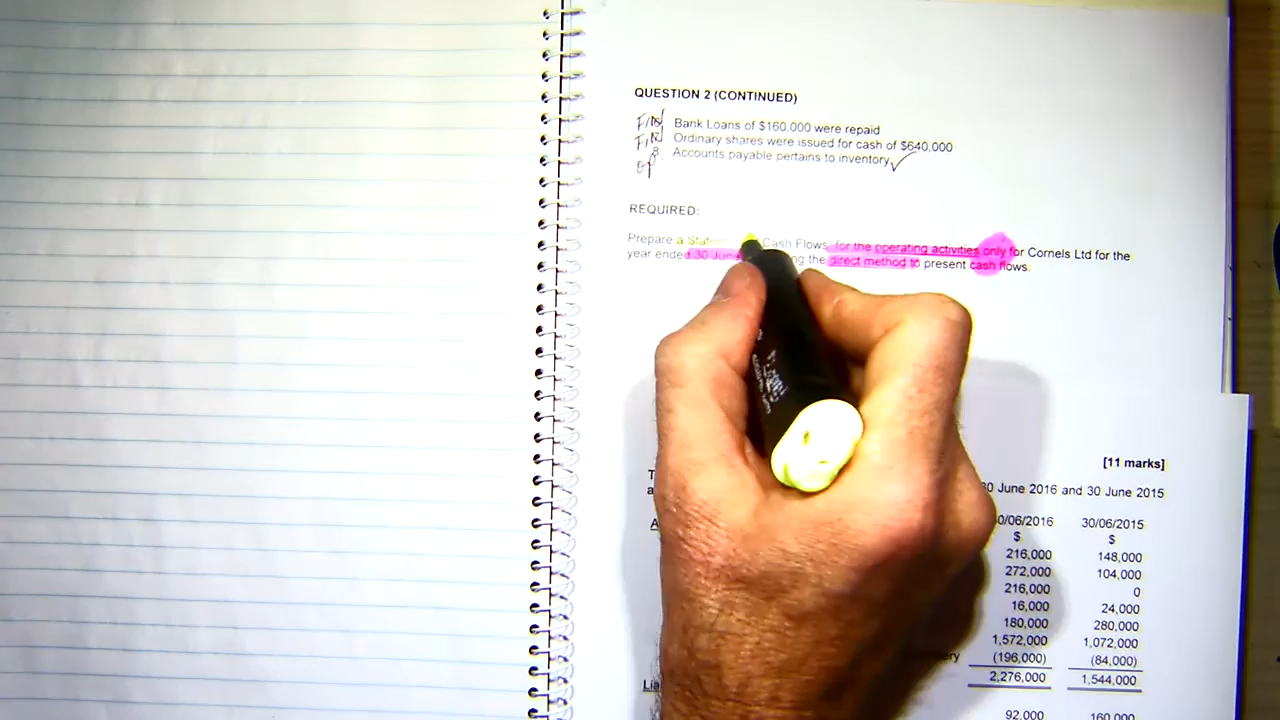 QUESTION 2 (CONTINUED)
Bank Loans of $160,000 were repaid
Ordinary shares were issued for cash of $640,000
8. Accounts payable pertains to inventory
Op
REQUIRED:
Prepare a Cash Flows for the operating activities only for Cornels Ltd for the
year ended 30 June the direct method to present cash flows.
[11 marks]
30 June 2016 and 30 June 2015
30/06/2015
$ $
216,000 148,000
272,000 104,000
216,000 0
16,000 24,000
180,000 280,000
1,572,000 1,072,000
(196,000) (84,000)
2,276,000 1,544,000
92,000 160,000